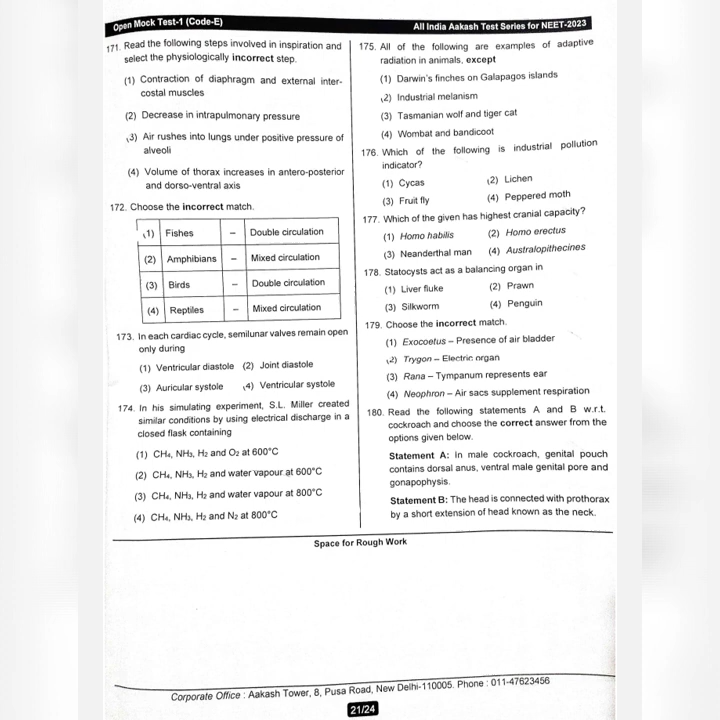 Open Mock Test-1 (Code-E)
All India Aakash Test Series for NEET-2023
171. Read the following steps involved in inspiration and
select the physiologically incorrect step.
(1) Contraction of diaphragm and external inter-
costal muscles
(2) Decrease in intrapulmonary pressure
(3) Air rushes into lungs under positive pressure of
alveoli
(4) Volume of thorax increases in antero-posterior
and dorso-ventral axis
172. Choose the incorrect match.
(1) Fishes – Double circulation
(2) Amphibians – Mixed circulation
(3) Birds – Double circulation
(4) Reptiles – Mixed circulation
173. In each cardiac cycle, semilunar valves remain open
only during
(1) Ventricular diastole (2) Joint diastole
(3) Auricular systole (4) Ventricular systole
174. In his simulating experiment, S.L. Miller created
similar conditions by using electrical discharge in a
closed flask containing
(1) CH₄, NH₃, H₂ and O₂ at 600°C
(2) CH₄, NH₃, H₂ and water vapour at 600°C
(3) CH₄, NH₃, H₂ and water vapour at 800°C
(4) CH₄, NH₃, H₂ and N₂ at 800°C
175. All of the following are examples of adaptive
radiation in animals, except
(1) Darwin's finches on Galapagos islands
(2) Industrial melanism
(3) Tasmanian wolf and tiger cat
(4) Wombat and bandicoot
176. Which of the following is industrial pollution
indicator?
(1) Cycas (2) Lichen
(3) Fruit fly (4) Peppered moth
177. Which of the given has highest cranial capacity?
(1) Homo habilis (2) Homo erectus
(3) Neanderthal man (4) Australopithecines
178. Statocysts act as a balancing organ in
(1) Liver fluke (2) Prawn
(3) Silkworm (4) Penguin
179. Choose the incorrect match.
(1) Exocoetus – Presence of air bladder
(2) Trygon – Electric organ
(3) Rana – Tympanum represents ear
(4) Neophron – Air sacs supplement respiration
180. Read the following statements A and B w.r.t.
cockroach and choose the correct answer from the
options given below.
Statement A: In male cockroach, genital pouch
contains dorsal anus, ventral male genital pore and
gonapophysis.
Statement B: The head is connected with prothorax
by a short extension of head known as the neck.
Space for Rough Work
Corporate Office : Aakash Tower, 8, Pusa Road, New Delhi-110005. Phone : 011-47623456
21/24